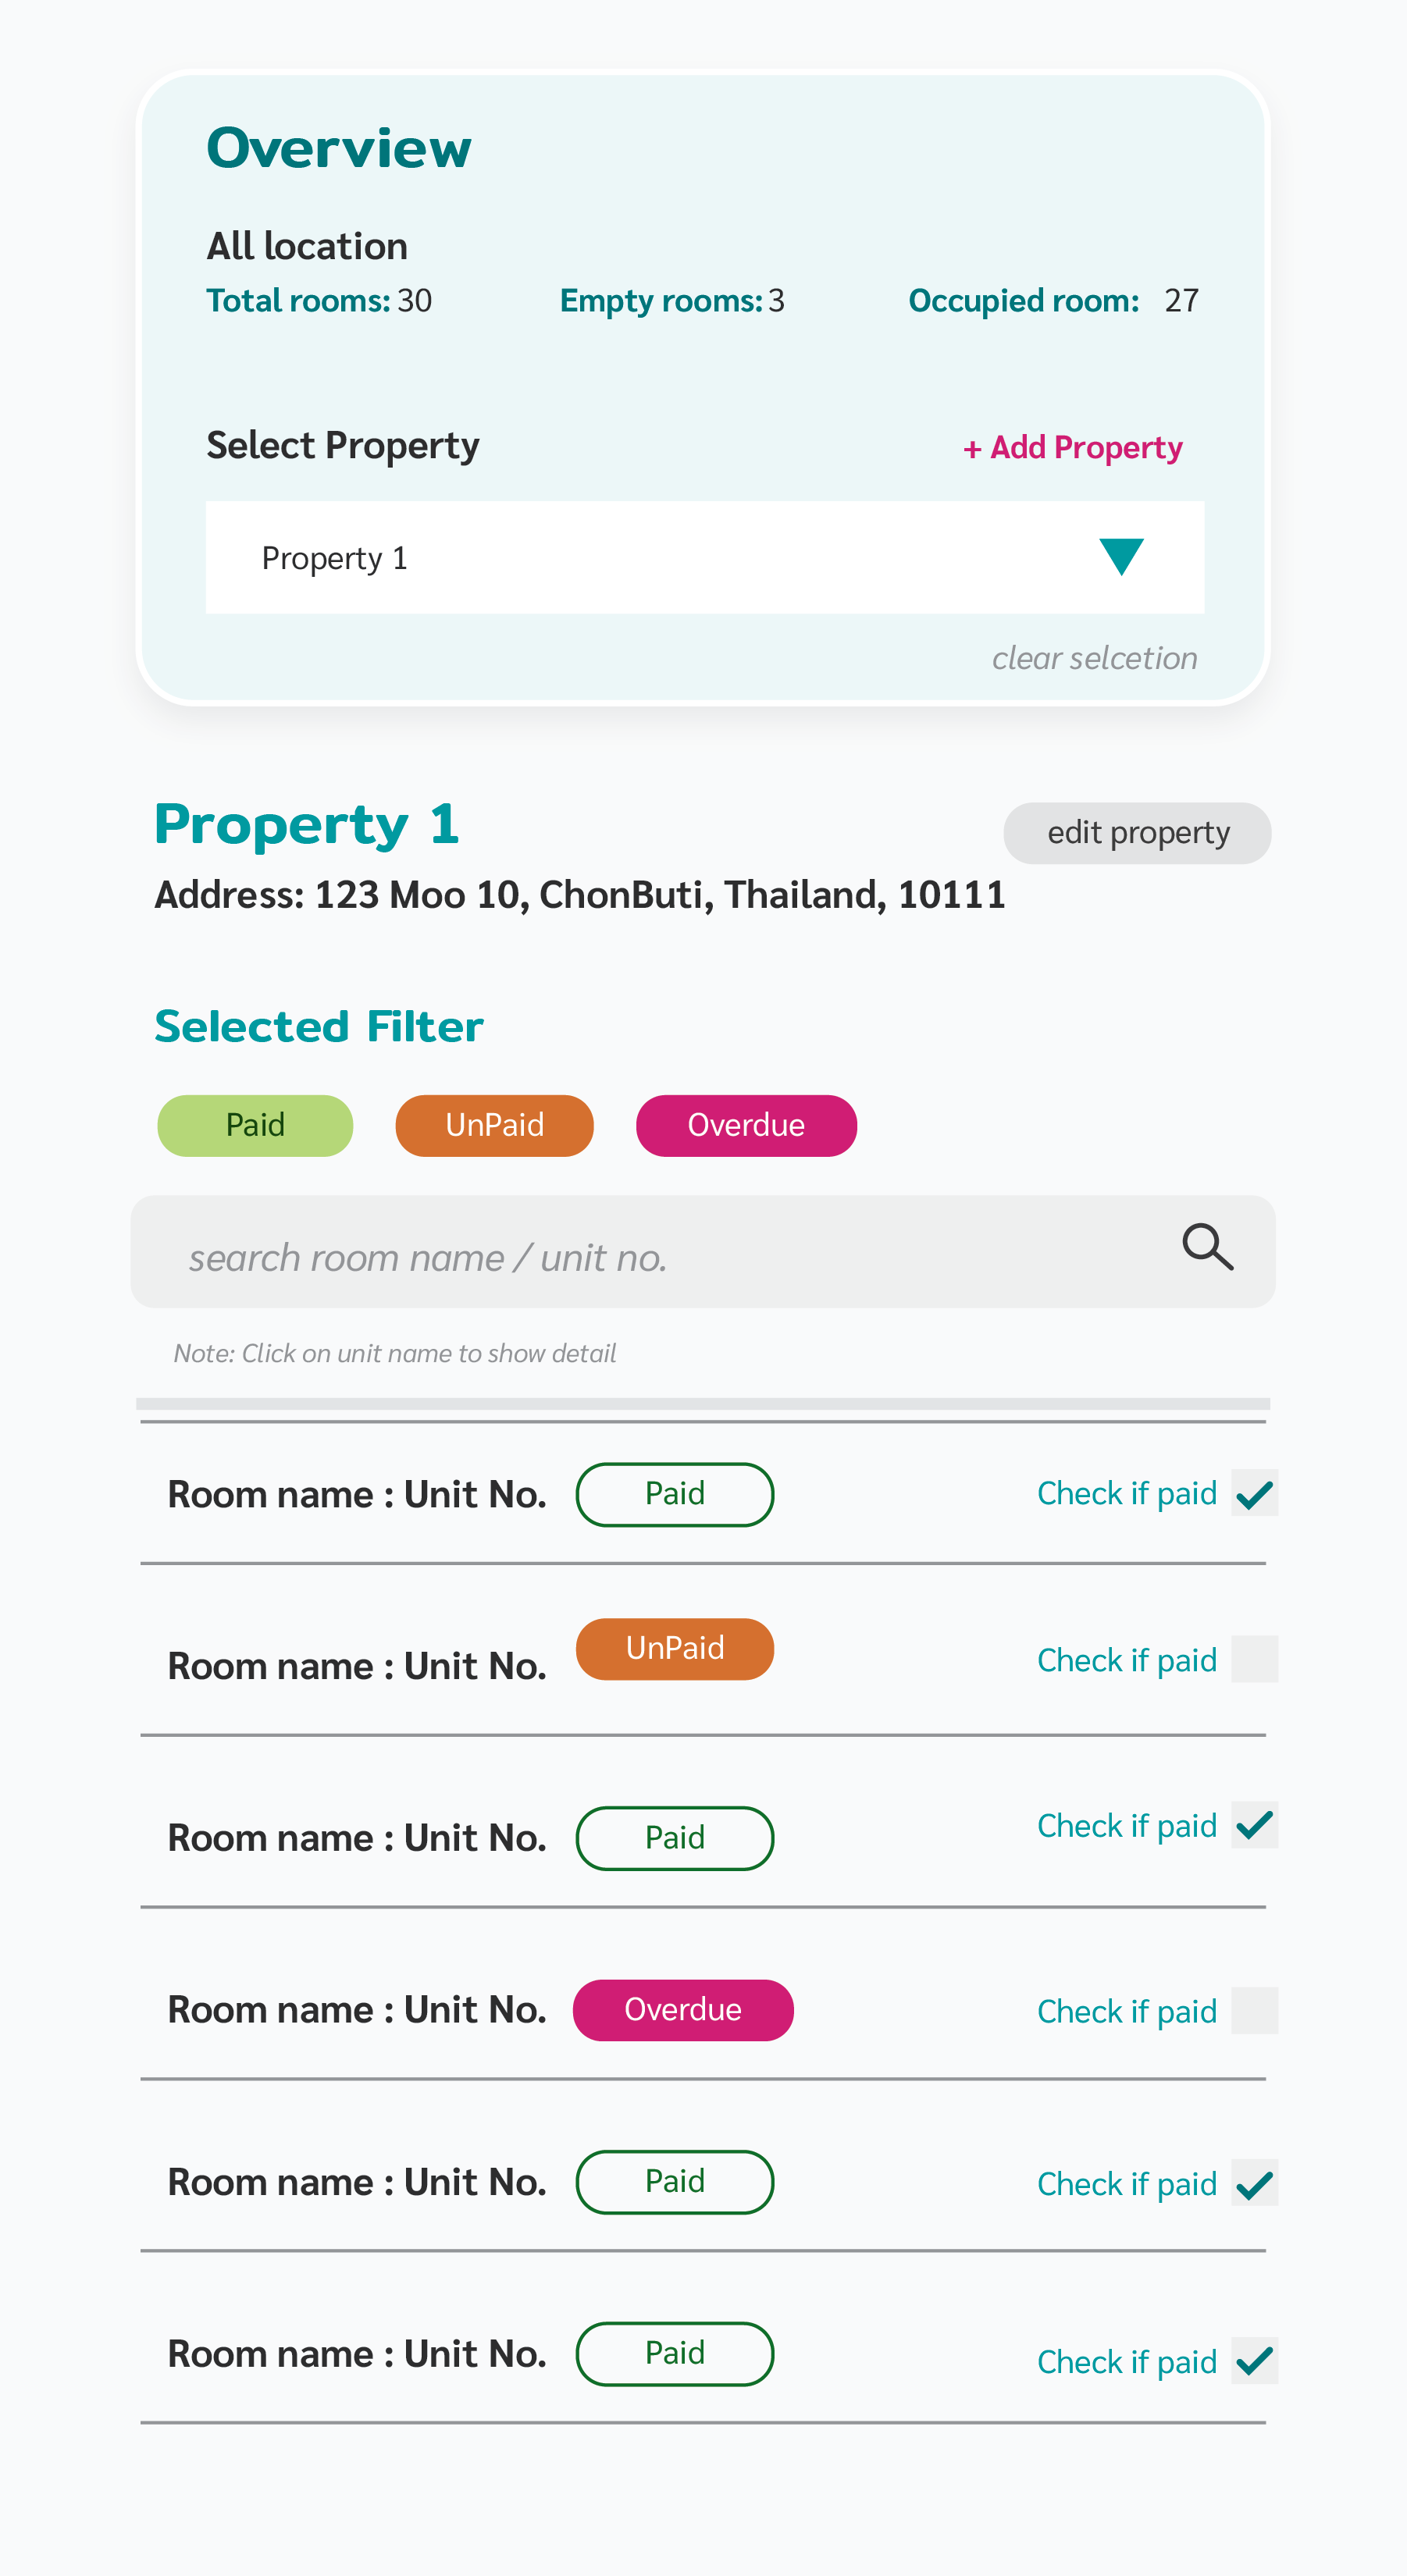 Overview
All location
Total rooms: 30 Empty rooms: 3 Occupied room: 27
Select Property + Add Property
Property 1
clear selcetion
Property 1 edit property
Address: 123 Moo 10, ChonButi, Thailand, 10111
Selected Filter
Paid UnPaid Overdue
search room name / unit no.
Note: Click on unit name to show detail
Room name : Unit No. Paid Check if paid
Room name : Unit No. UnPaid Check if paid
Room name : Unit No. Paid Check if paid
Room name : Unit No. Overdue Check if paid
Room name : Unit No. Paid Check if paid
Room name : Unit No. Paid Check if paid